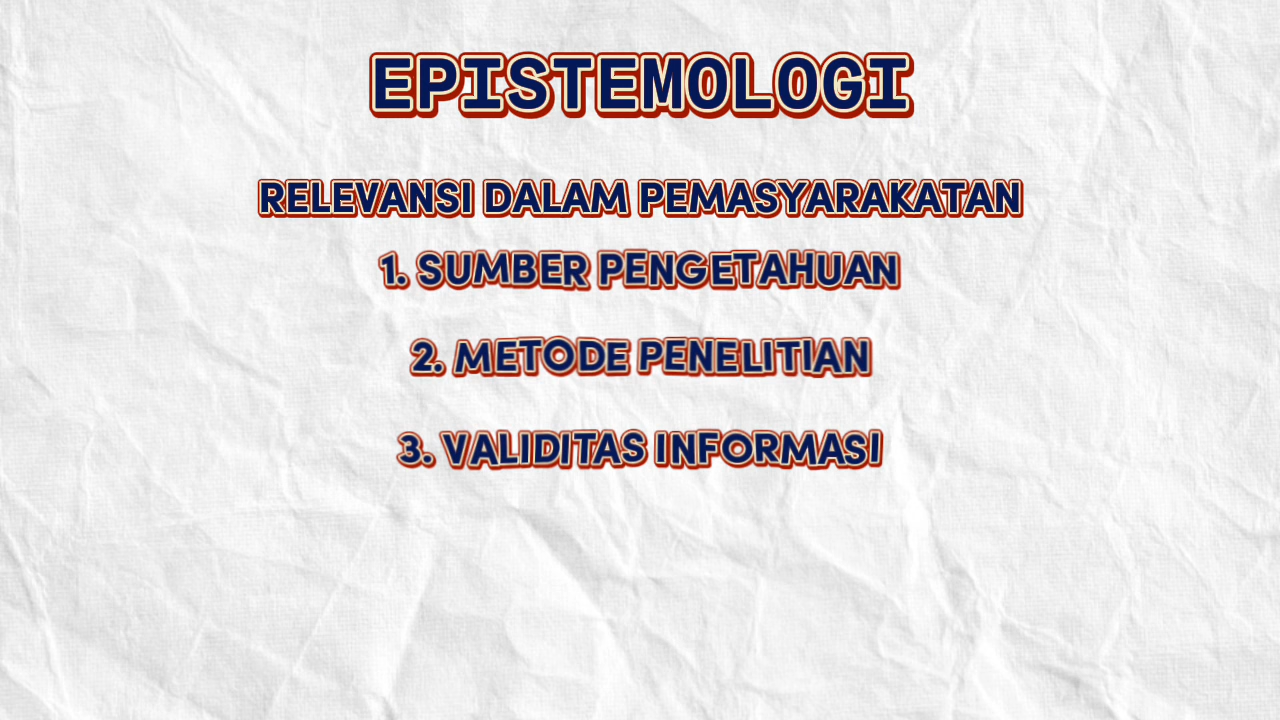 EPISTEMOLOGI
RELEVANSI DALAM PEMASYARAKATAN
1. SUMBER PENGETAHUAN
2. METODE PENELITIAN
3. VALIDITAS INFORMASI